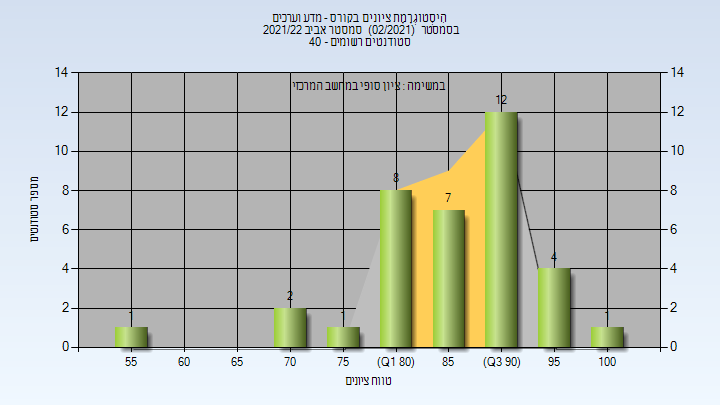 היסטוגרמת ציונים בקורס - מדע וערכים
בסמסטר (02/2021) סמסטר אביב 2021/22
סטודנטים רשומים - 40
במשימה : ציון סופי במחשב המרכזי
מספר סטודנטים
14 14
12 12
10 10
8 8
6 6
4 4
2 2
0 0
1 2 1 8 7 12 4 1
55 60 65 70 75 (Q1 80) 85 (Q3 90) 95 100
טווח ציונים